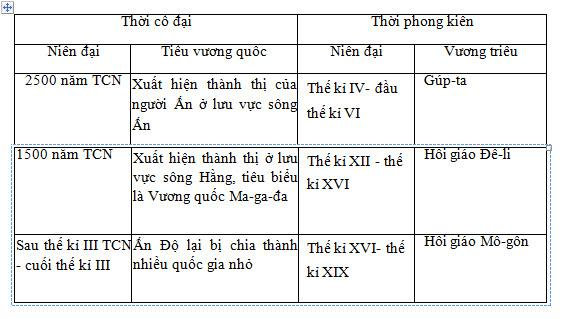 Thời cổ đại
Thời phong kiến
Niên đại
Tiêu vương quốc
Niên đại
Vương triều
2500 năm TCN
Xuất hiện thành thị của
người Ấn ở lưu vực sông
Ấn
Thế kỉ IV- đầu
thế kỉ VI
Gúp-ta
1500 năm TCN
Xuất hiện thành thị ở lưu
vực sông Hằng, tiêu biểu
là Vương quốc Ma-ga-đa
Thế kỉ XII - thế
kỉ XVI
Hồi giáo Đê-li
Sau thế kỉ III TCN
- cuối thế kỉ III
Ấn Độ lại bị chia thành
nhiều quốc gia nhỏ
Thế kỉ XVI- thế
kỉ XIX
Hồi giáo Mô-gôn